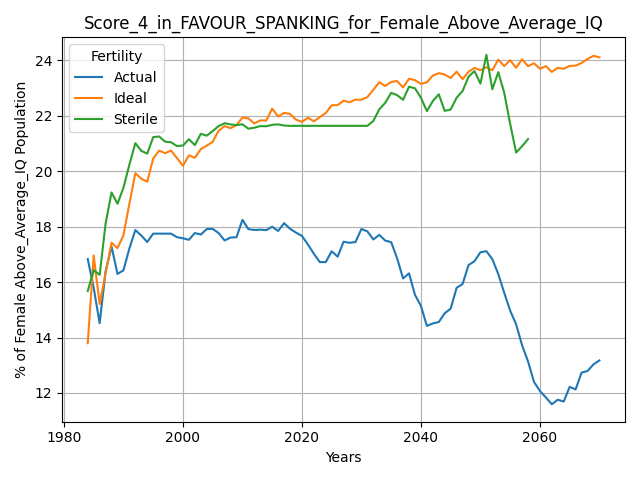 Score_4_in_FAVOUR_SPANKING_for_Female_Above_Average_IQ
% of Female Above_Average_IQ Population
24
22
20
18
16
14
12
Fertility
Actual
Ideal
Sterile
1980
2000
2020
2040
2060
Years